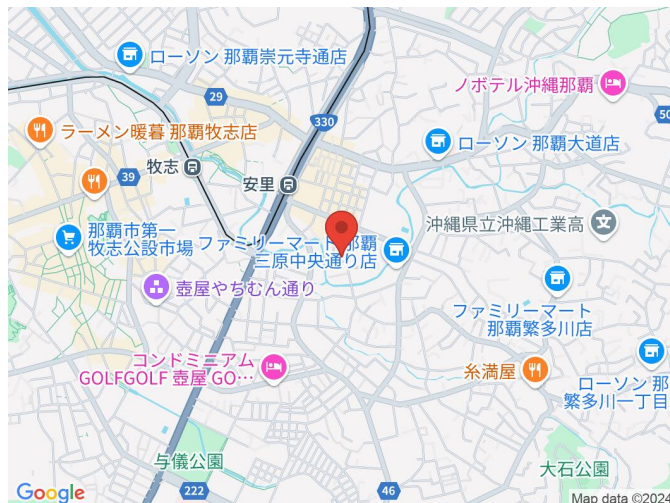 ローソン 那覇崇元寺通店
ノボテル沖縄那覇
29
330
50
ラーメン暖暮 那覇牧志店
ローソン 那覇大道店
牧志
39
安里
那覇市第一
牧志公設市場
沖縄県立沖縄工業高
ファミリーマート 那覇
三原中央通り店
壺屋やちむん通り
ファミリーマート
那覇繁多川店
コンドミニアム
GOLFGOLF 壺屋 GO…
糸満屋
ローソン 那
繁多川一丁目
与儀公園
大石公園
222
46
Google
Map data ©2024